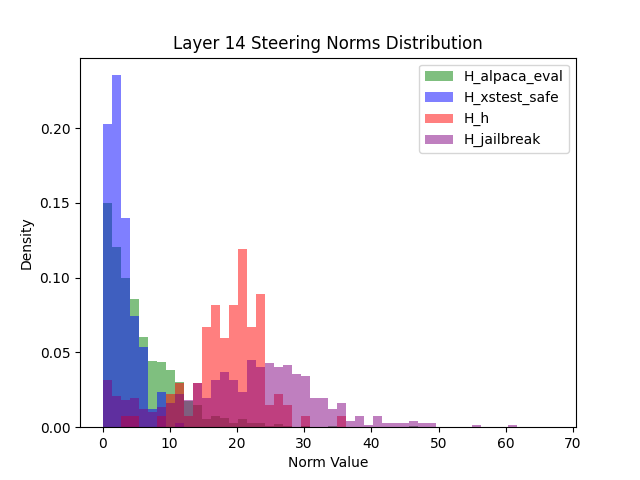 Layer 14 Steering Norms Distribution
H_alpaca_eval
H_xstest_safe
H_h
H_jailbreak
Density
0.20
0.15
0.10
0.05
0.00
0 10 20 30 40 50 60 70
Norm Value